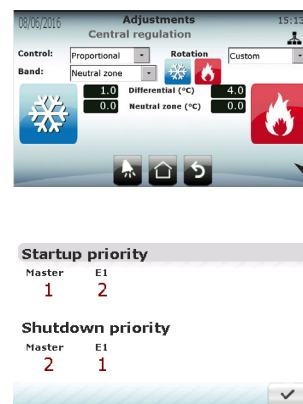 08/06/2016 Adjustments 15:13
Central regulation
Control: Proportional Rotation Custom
Band: Neutral zone
1.0 Differential (°C) 4.0
0.0 Neutral zone (°C) 0.0
Startup priority
Master E1
1 2
Shutdown priority
Master E1
2 1